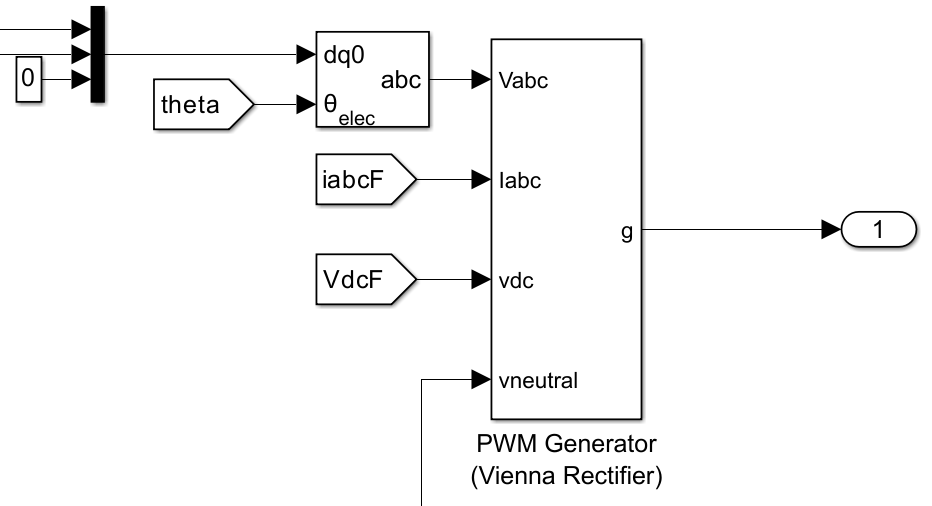 0
dq0
abc
theta
θelec
Vabc
iabcF
Iabc
g
1
VdcF
vdc
vneutral
PWM Generator
(Vienna Rectifier)